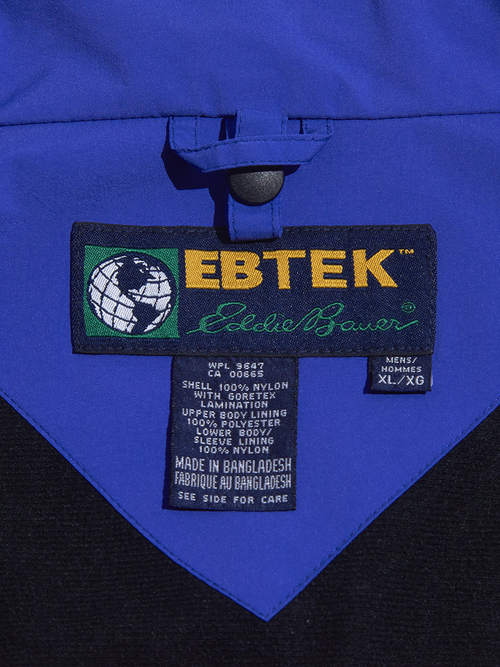 EBTEK™
Eddie Bauer®
MENS/
HOMMES
XL/XG
WPL 9647
CA 00665
SHELL 100% NYLON
WITH GORETEX
LAMINATION
UPPER BODY LINING
100% POLYESTER
LOWER BODY/
SLEEVE LINING
100% NYLON
MADE IN BANGLADESH
FABRIQUE AU BANGLADESH
SEE SIDE FOR CARE